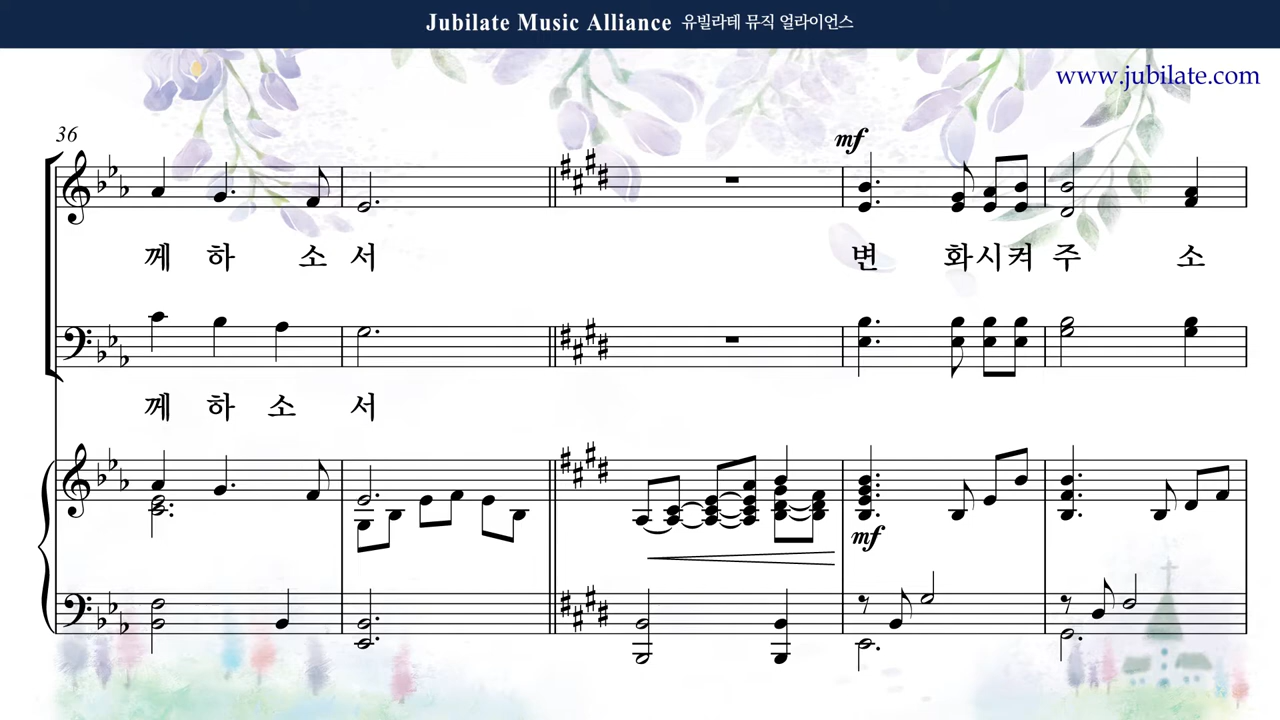 Jubilate Music Alliance 유빌라테 뮤직 얼라이언스
www.jubilate.com
36
mf
께 하 소 서 변 화 시 켜 주 소
께 하 소 서
mf